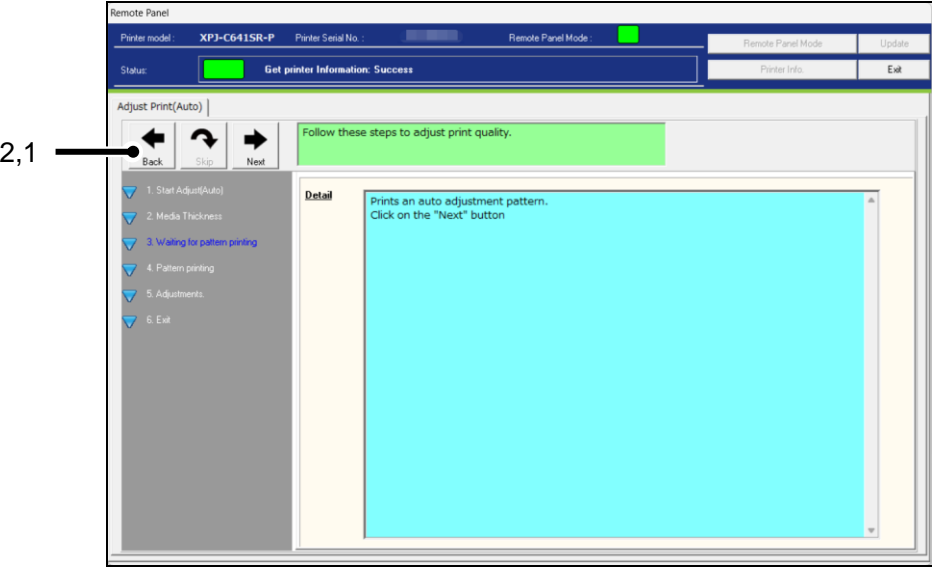 Remote Panel
Printer model : XPJ-C641SR-P Printer Serial No. : Remote Panel Mode :
Remote Panel Mode Update
Status: Get printer Information: Success
Printer Info. Exit
Adjust Print(Auto)
2,1
Back Skip Next
Follow these steps to adjust print quality.
1. Start Adjust(Auto)
2. Media Thickness
3. Waiting for pattern printing
4. Pattern printing
5. Adjustments.
6. Exit
Detail
Prints an auto adjustment pattern.
Click on the "Next" button